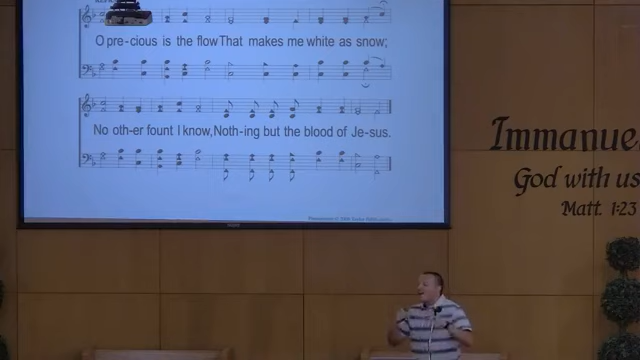 O pre-cious is the flow That makes me white as snow;
No oth-er fount I know, Noth-ing but the blood of Je-sus.
Immanue
God with us
Matt. 1:23